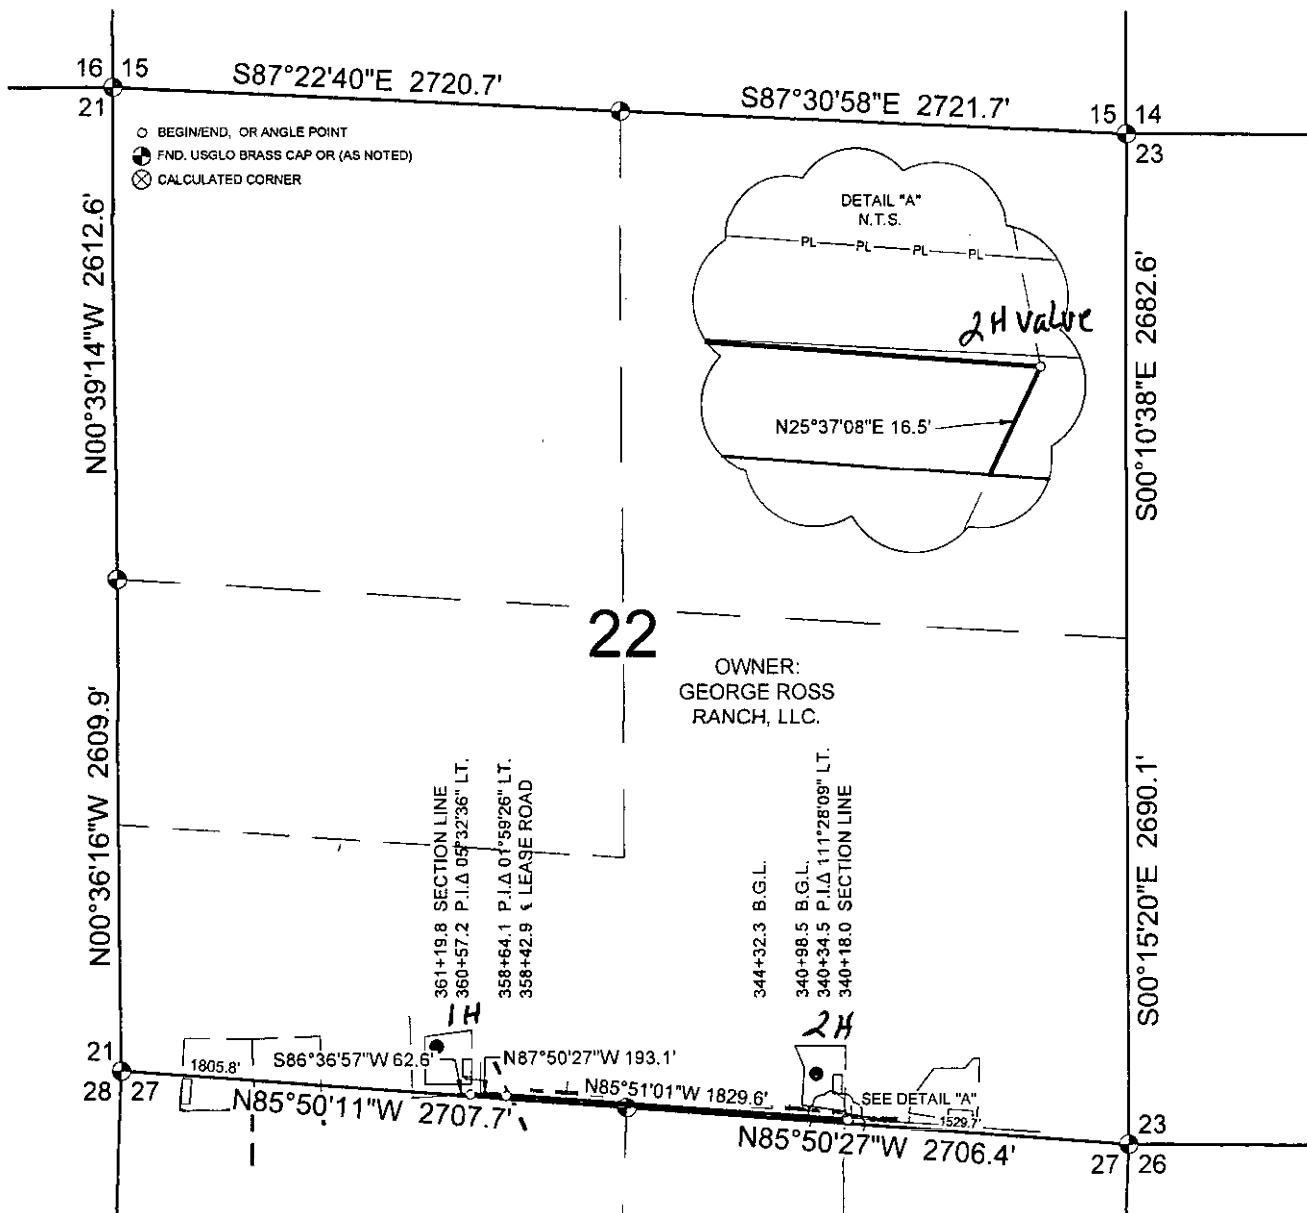 16 15
21
S87°22'40"E 2720.7'
S87°30'58"E 2721.7'
15 14
23
BEGIN/END, OR ANGLE POINT
FND. USGLO BRASS CAP OR (AS NOTED)
CALCULATED CORNER
N00°39'14"W 2612.6'
DETAIL "A"
N.T.S.
PL PL PL PL
2H Valve
N25°37'08"E 16.5'
S00°10'38"E 2682.6'
22
OWNER:
GEORGE ROSS
RANCH, LLC.
N00°36'16"W 2609.9'
361+19.8 SECTION LINE
360+57.2 P.I.Δ 05°32'36" LT.
358+64.1 P.I.Δ 01°59'26" LT.
358+42.9 ℄ LEASE ROAD
344+32.3 B.G.L.
340+98.5 B.G.L.
340+34.5 P.I.Δ 111°28'09" LT.
340+18.0 SECTION LINE
S00°15'20"E 2690.1'
1H
2H
21
28 27
1805.8'
S86°36'57"W 62.6'
N87°50'27"W 193.1'
N85°51'01"W 1829.6'
SEE DETAIL "A"
1529.7'
N85°50'11"W 2707.7'
N85°50'27"W 2706.4'
23
27 26